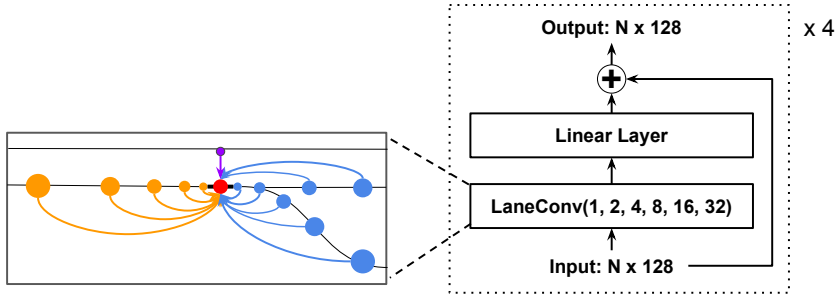 Output: N x 128
x 4
Linear Layer
LaneConv(1, 2, 4, 8, 16, 32)
Input: N x 128